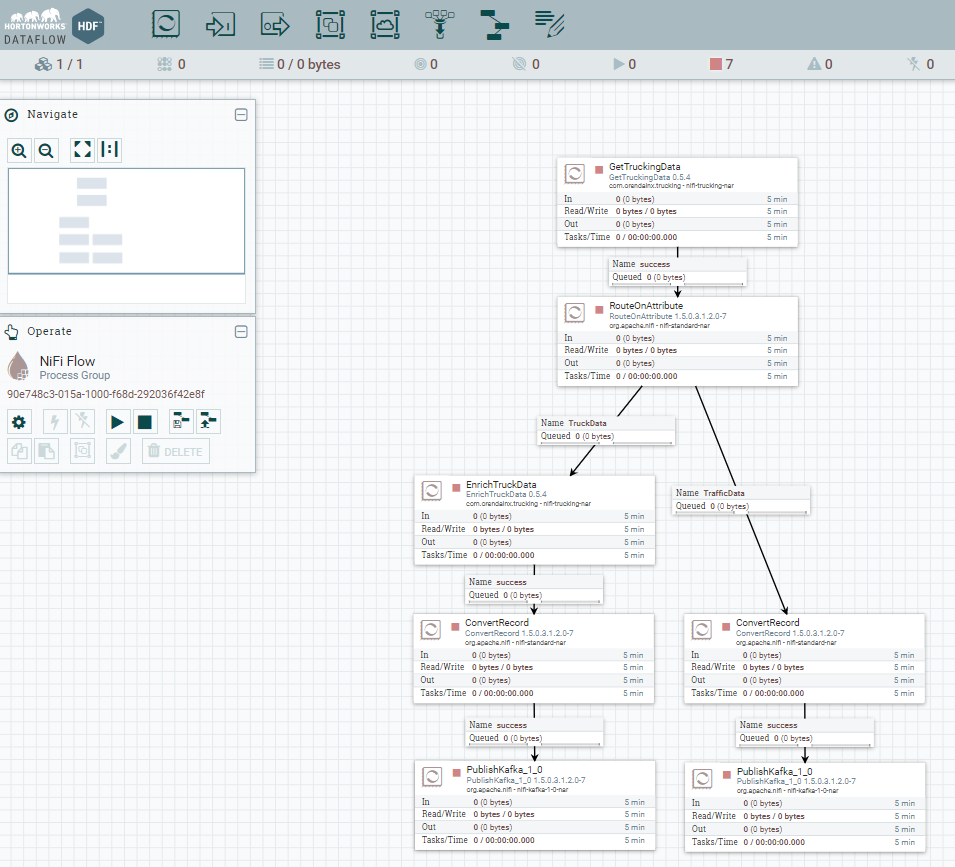 HORTONWORKS
DATAFLOW
HDF
1 / 1
0
0 / 0 bytes
0
0
0
7
0
0
Navigate
Operate
NiFi Flow
Process Group
90e748c3-015a-1000-f68d-292036f42e8f
DELETE
GetTruckingData
GetTruckingData 0.5.4
com.orendainx.trucking - nifi-trucking-nar
In 0 (0 bytes) 5 min
Read/Write 0 bytes / 0 bytes 5 min
Out 0 (0 bytes) 5 min
Tasks/Time 0 / 00:00:00.000 5 min
Name success
Queued 0 (0 bytes)
RouteOnAttribute
RouteOnAttribute 1.5.0.3.1.2.0-7
org.apache.nifi - nifi-standard-nar
In 0 (0 bytes) 5 min
Read/Write 0 bytes / 0 bytes 5 min
Out 0 (0 bytes) 5 min
Tasks/Time 0 / 00:00:00.000 5 min
Name TruckData
Queued 0 (0 bytes)
EnrichTruckData
EnrichTruckData 0.5.4
com.orendainx.trucking - nifi-trucking-nar
In 0 (0 bytes) 5 min
Read/Write 0 bytes / 0 bytes 5 min
Out 0 (0 bytes) 5 min
Tasks/Time 0 / 00:00:00.000 5 min
Name TrafficData
Queued 0 (0 bytes)
Name success
Queued 0 (0 bytes)
ConvertRecord
ConvertRecord 1.5.0.3.1.2.0-7
org.apache.nifi - nifi-standard-nar
In 0 (0 bytes) 5 min
Read/Write 0 bytes / 0 bytes 5 min
Out 0 (0 bytes) 5 min
Tasks/Time 0 / 00:00:00.000 5 min
ConvertRecord
ConvertRecord 1.5.0.3.1.2.0-7
org.apache.nifi - nifi-standard-nar
In 0 (0 bytes) 5 min
Read/Write 0 bytes / 0 bytes 5 min
Out 0 (0 bytes) 5 min
Tasks/Time 0 / 00:00:00.000 5 min
Name success
Queued 0 (0 bytes)
Name success
Queued 0 (0 bytes)
PublishKafka_1_0
PublishKafka_1_0 1.5.0.3.1.2.0-7
org.apache.nifi - nifi-kafka-1-0-nar
In 0 (0 bytes) 5 min
Read/Write 0 bytes / 0 bytes 5 min
Out 0 (0 bytes) 5 min
Tasks/Time 0 / 00:00:00.000 5 min
PublishKafka_1_0
PublishKafka_1_0 1.5.0.3.1.2.0-7
org.apache.nifi - nifi-kafka-1-0-nar
In 0 (0 bytes) 5 min
Read/Write 0 bytes / 0 bytes 5 min
Out 0 (0 bytes) 5 min
Tasks/Time 0 / 00:00:00.000 5 min